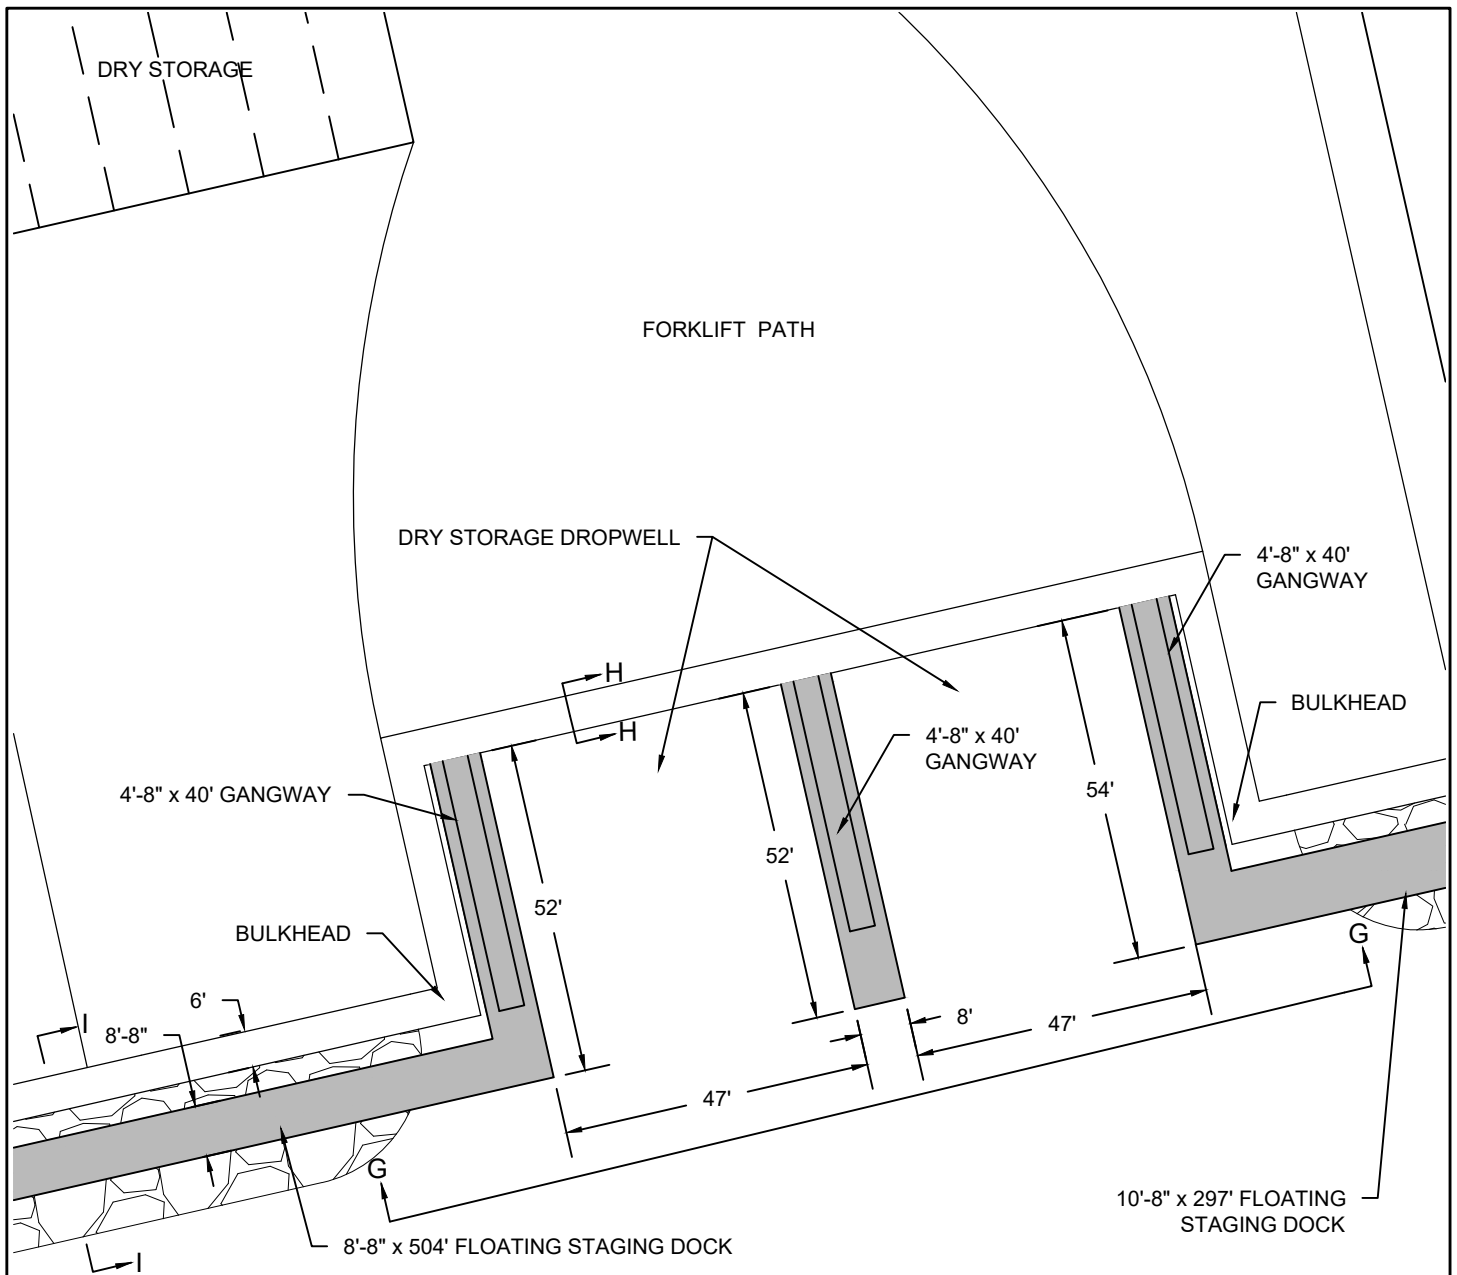 DRY STORAGE
FORKLIFT PATH
DRY STORAGE DROPWELL
4'-8" x 40'
GANGWAY
H
H
BULKHEAD
4'-8" x 40'
GANGWAY
4'-8" x 40' GANGWAY
54'
52'
52'
BULKHEAD
G
6'
8'
47'
I
8'-8"
47'
G
10'-8" x 297' FLOATING
STAGING DOCK
8'-8" x 504' FLOATING STAGING DOCK
I